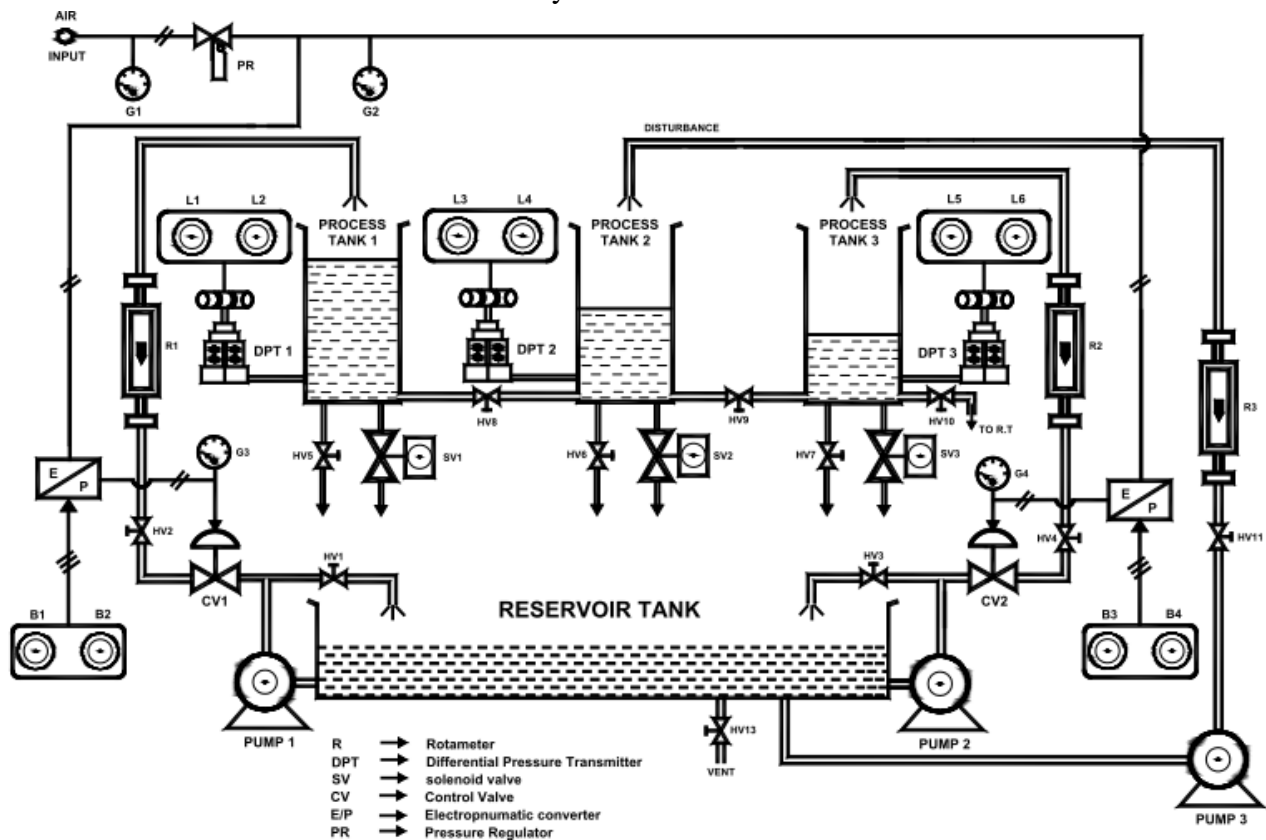 AIR
INPUT
G1
PR
G2
DISTURBANCE
L1 L2
PROCESS
TANK 1
L3 L4
PROCESS
TANK 2
PROCESS
TANK 3
L5 L6
R1
DPT 1
DPT 2
DPT 3
R2
R3
HV8
HV9
HV10
TO R.T
HV5
SV1
HV6
SV2
HV7
SV3
G3
G4
E
P
E
P
HV2
HV1
HV3
HV4
HV11
CV1
CV2
RESERVOIR TANK
B1 B2
B3 B4
PUMP 1
PUMP 2
HV13
VENT
PUMP 3
R Rotameter
DPT Differential Pressure Transmitter
SV solenoid valve
CV Control Valve
E/P Electropnumatic converter
PR Pressure Regulator